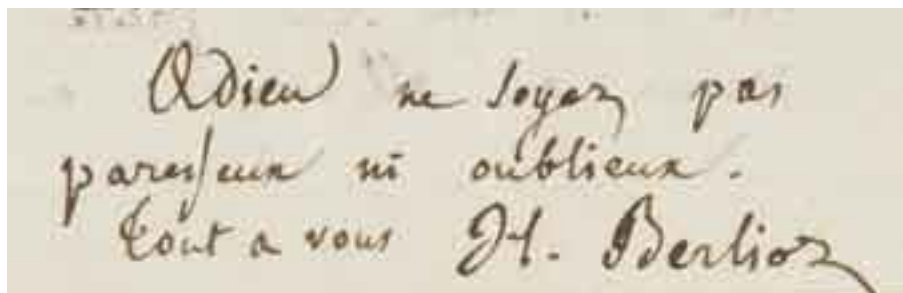 Adieu ne soyez pas
paresseux ni oublieux.
tout a vous H. Berlioz